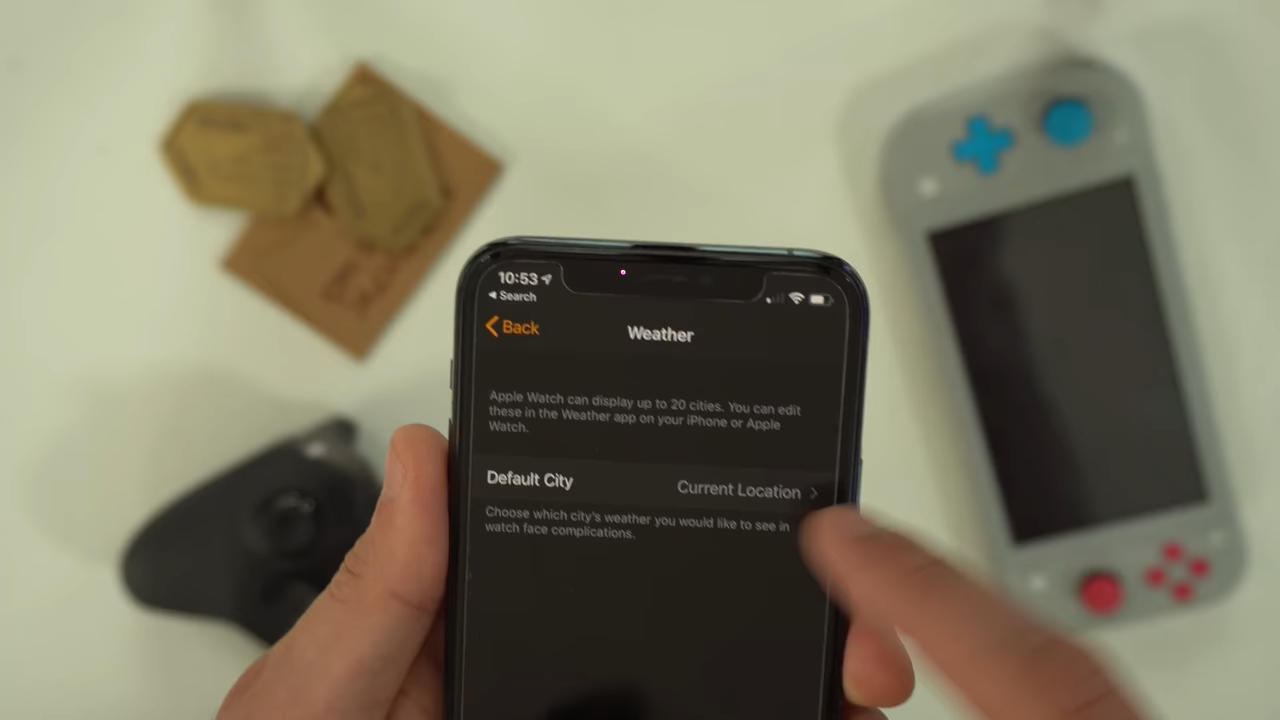 10:53
Search
Back
Weather
Apple Watch can display up to 20 cities. You can edit
these in the Weather app on your iPhone or Apple
Watch.
Default City
Current Location
Choose which city's weather you would like to see in
watch face complications.